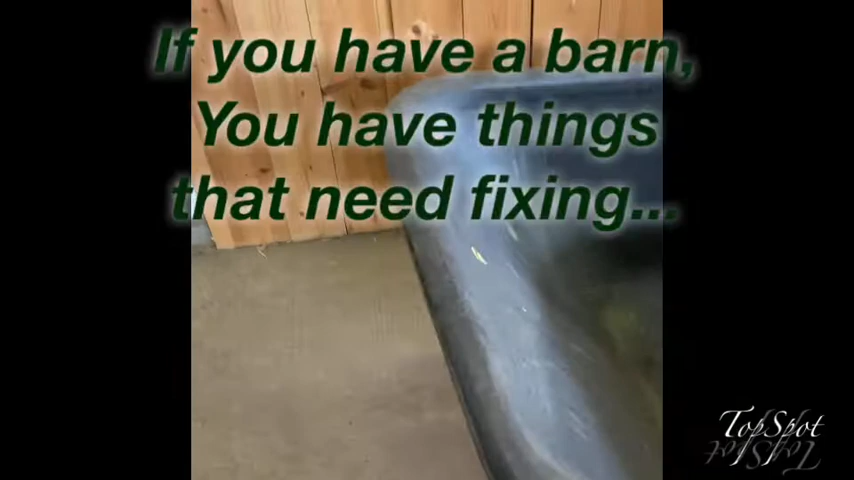 If you have a barn,
You have things
that need fixing...
TopSpot